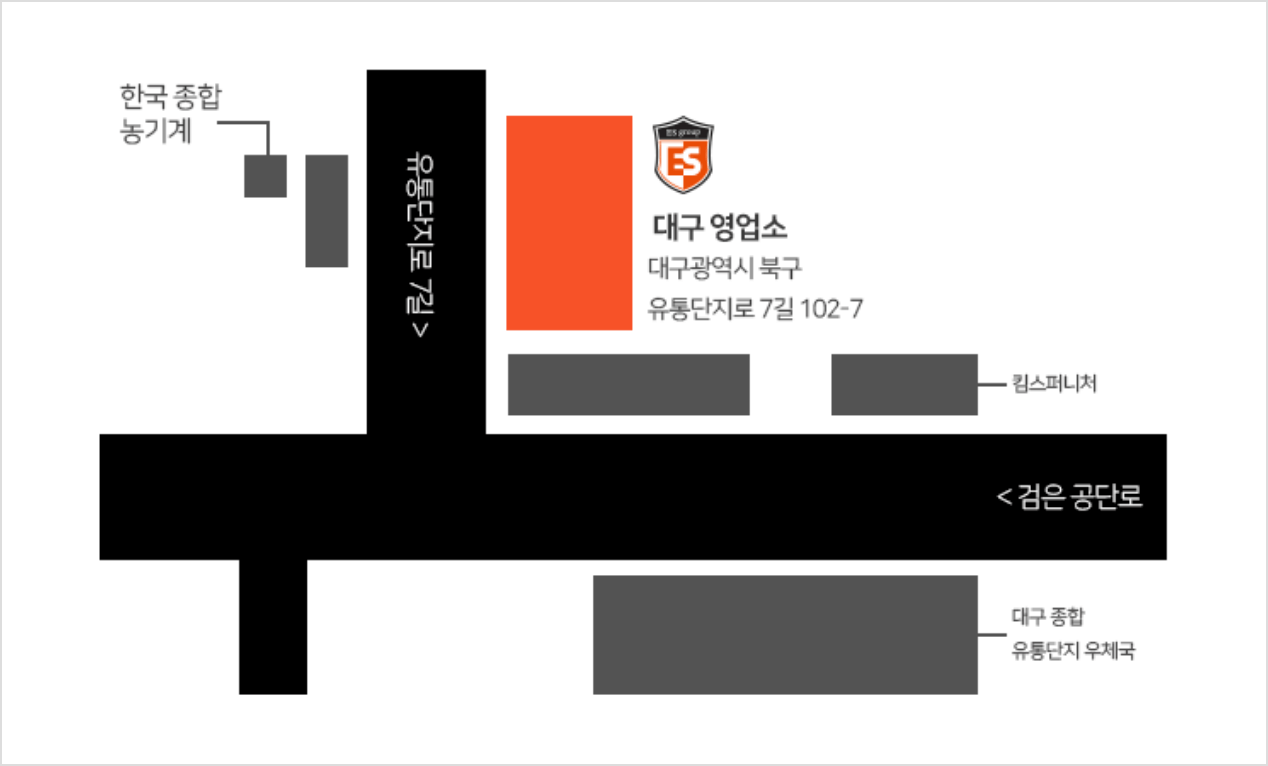 한국 종합
농기계
유통단지로 7길 >
ES group
ES
대구 영업소
대구광역시 북구
유통단지로 7길 102-7
킴스퍼니처
< 검은 공단로
대구 종합
유통단지 우체국